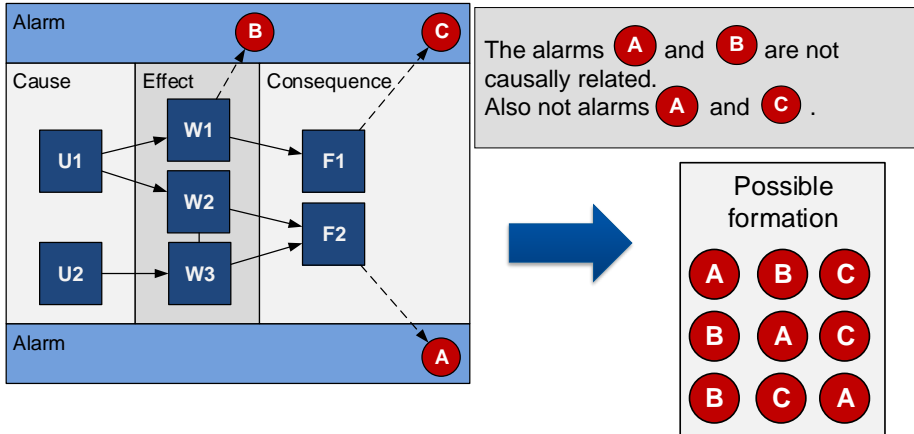 Alarm
B
C
Cause
Effect
Consequence
U1
W1
F1
W2
F2
U2
W3
Alarm
A
The alarms A and B are not
causally related.
Also not alarms A and C .
Possible
formation
A B C
B A C
B C A